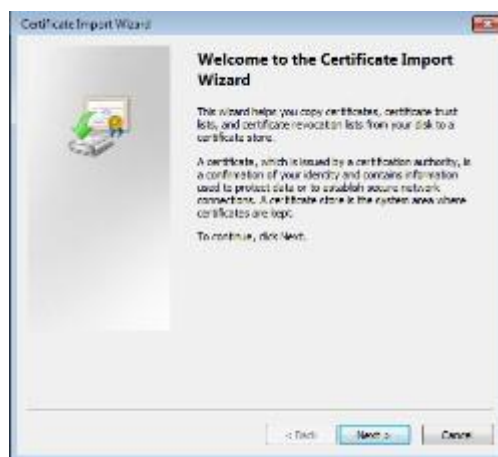 Certificate Import Wizard
Welcome to the Certificate Import
Wizard
This wizard helps you copy certificates, certificate trust
lists, and certificate revocation lists from your disk to a
certificate store.
A certificate, which is issued by a certification authority, is
a confirmation of your identity and contains information
used to protect data or to establish secure network
connections. A certificate store is the system area where
certificates are kept.
To continue, click Next.
< Back
Next >
Cancel